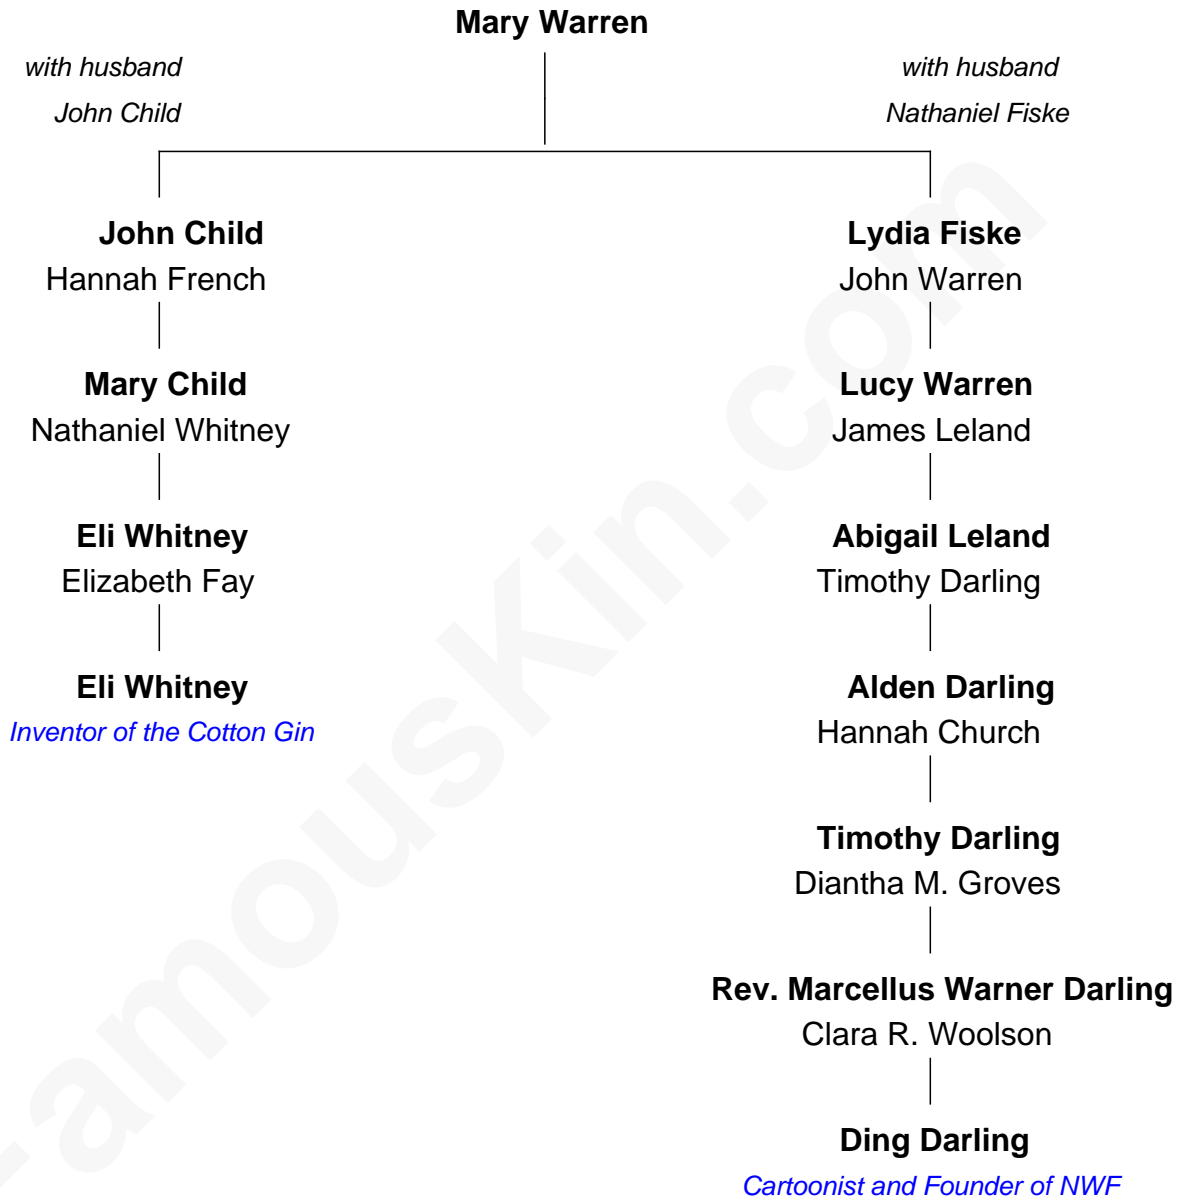 Mary Warren
with husband
John Child
with husband
Nathaniel Fiske
John Child
Hannah French
Lydia Fiske
John Warren
Mary Child
Nathaniel Whitney
Lucy Warren
James Leland
Eli Whitney
Elizabeth Fay
Abigail Leland
Timothy Darling
Eli Whitney
Inventor of the Cotton Gin
Alden Darling
Hannah Church
Timothy Darling
Diantha M. Groves
Rev. Marcellus Warner Darling
Clara R. Woolson
Ding Darling
Cartoonist and Founder of NWF
FamousKin.com